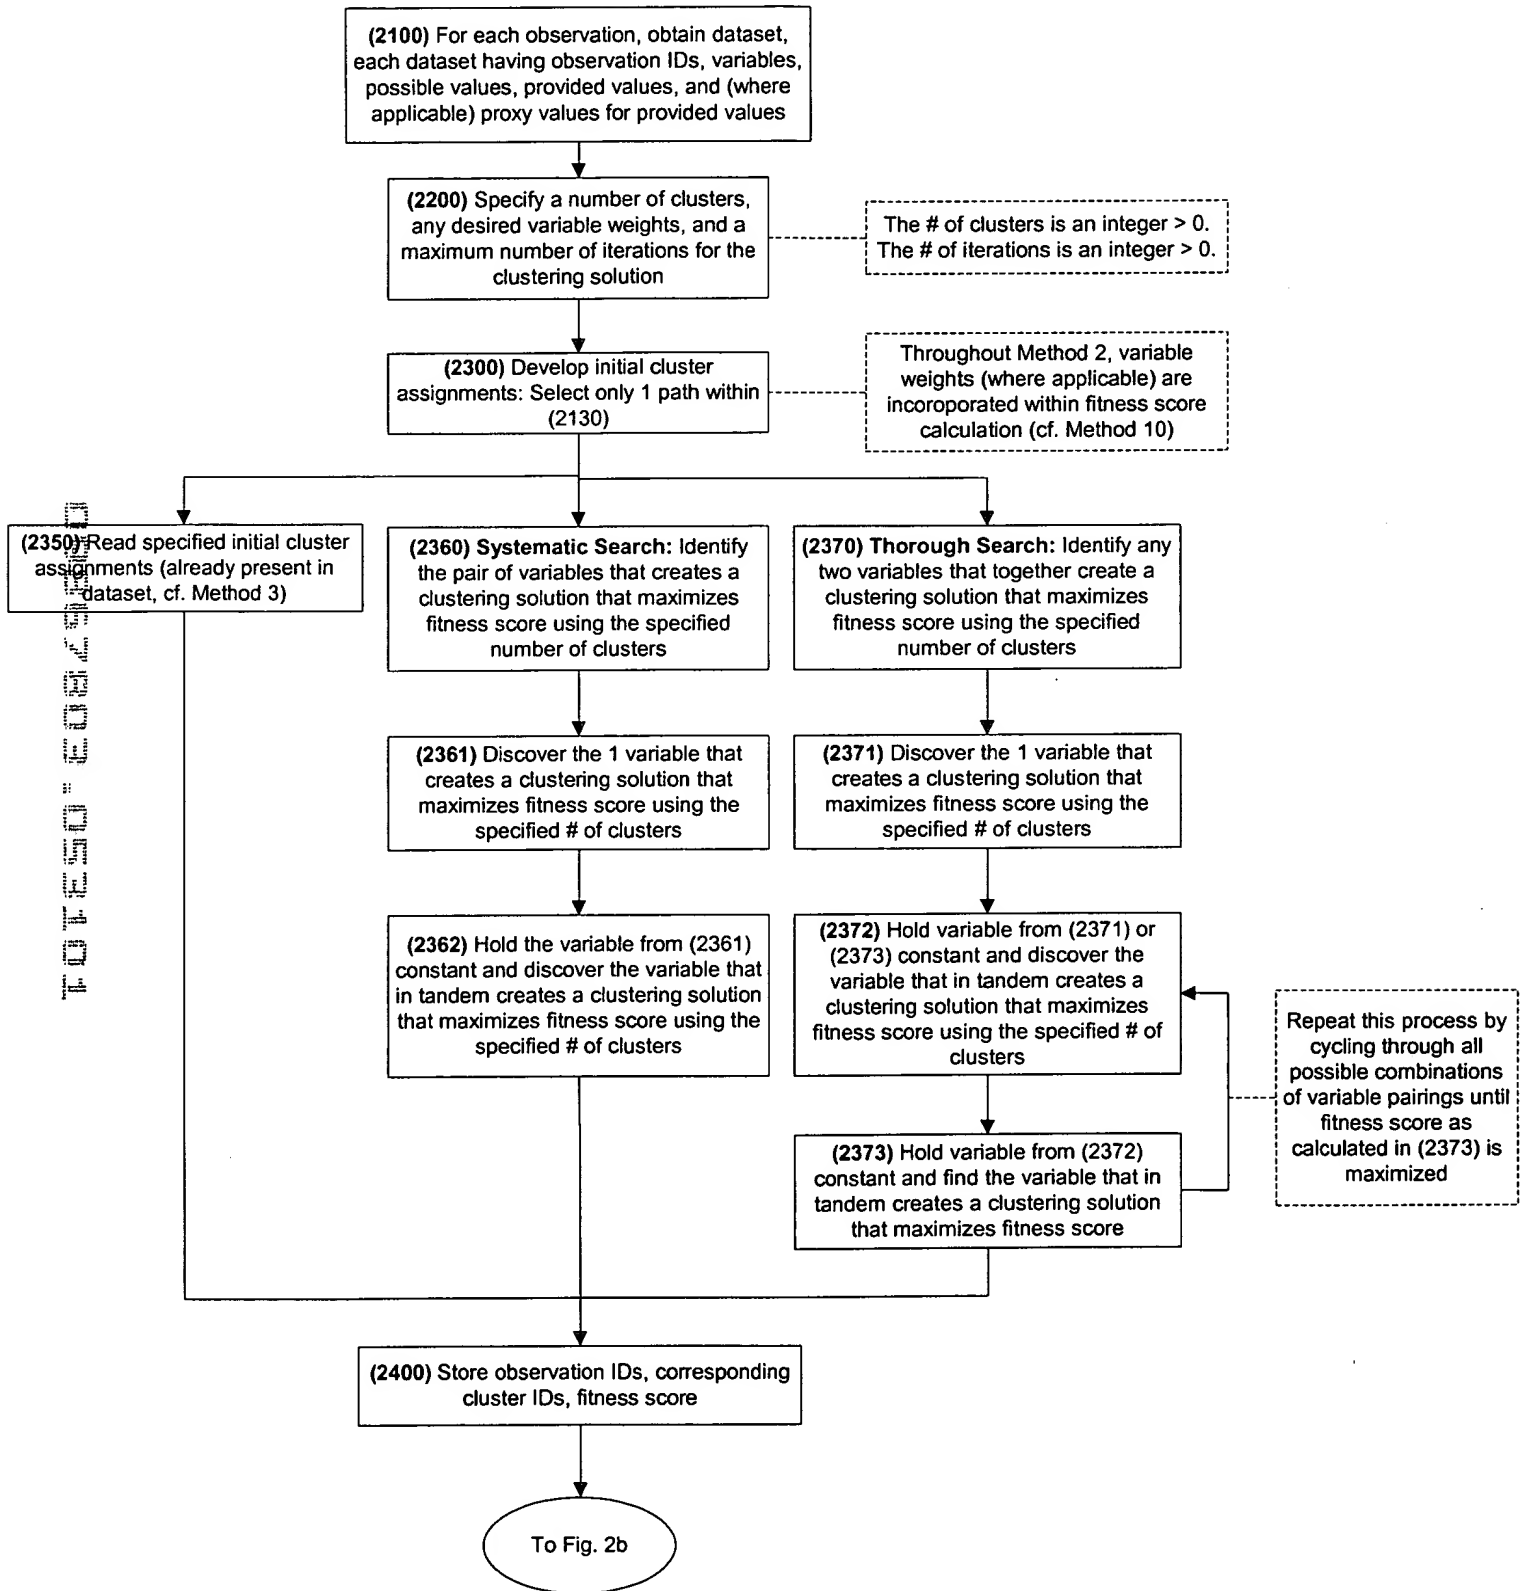 (2100) For each observation, obtain dataset,
each dataset having observation IDs, variables,
possible values, provided values, and (where
applicable) proxy values for provided values
(2200) Specify a number of clusters,
any desired variable weights, and a
maximum number of iterations for the
clustering solution
The # of clusters is an integer > 0.
The # of iterations is an integer > 0.
(2300) Develop initial cluster
assignments: Select only 1 path within
(2130)
Throughout Method 2, variable
weights (where applicable) are
incoroporated within fitness score
calculation (cf. Method 10)
(2350) Read specified initial cluster
assignments (already present in
dataset, cf. Method 3)
(2360) Systematic Search: Identify
the pair of variables that creates a
clustering solution that maximizes
fitness score using the specified
number of clusters
(2370) Thorough Search: Identify any
two variables that together create a
clustering solution that maximizes
fitness score using the specified
number of clusters
(2361) Discover the 1 variable that
creates a clustering solution that
maximizes fitness score using the
specified # of clusters
(2371) Discover the 1 variable that
creates a clustering solution that
maximizes fitness score using the
specified # of clusters
(2362) Hold the variable from (2361)
constant and discover the variable that
in tandem creates a clustering solution
that maximizes fitness score using the
specified # of clusters
(2372) Hold variable from (2371) or
(2373) constant and discover the
variable that in tandem creates a
clustering solution that maximizes
fitness score using the specified # of
clusters
Repeat this process by
cycling through all
possible combinations
of variable pairings until
fitness score as
calculated in (2373) is
maximized
(2373) Hold variable from (2372)
constant and find the variable that in
tandem creates a clustering solution
that maximizes fitness score
(2400) Store observation IDs, corresponding
cluster IDs, fitness score
To Fig. 2b